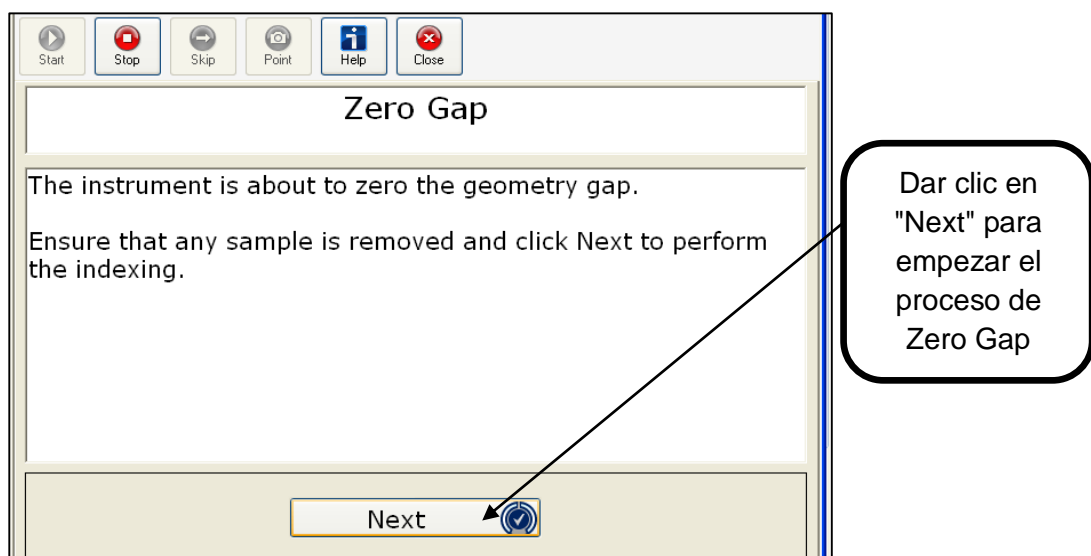 Start Stop Skip Point Help Close
Zero Gap
The instrument is about to zero the geometry gap.
Ensure that any sample is removed and click Next to perform
the indexing.
Next
Dar clic en
"Next" para
empezar el
proceso de
Zero Gap